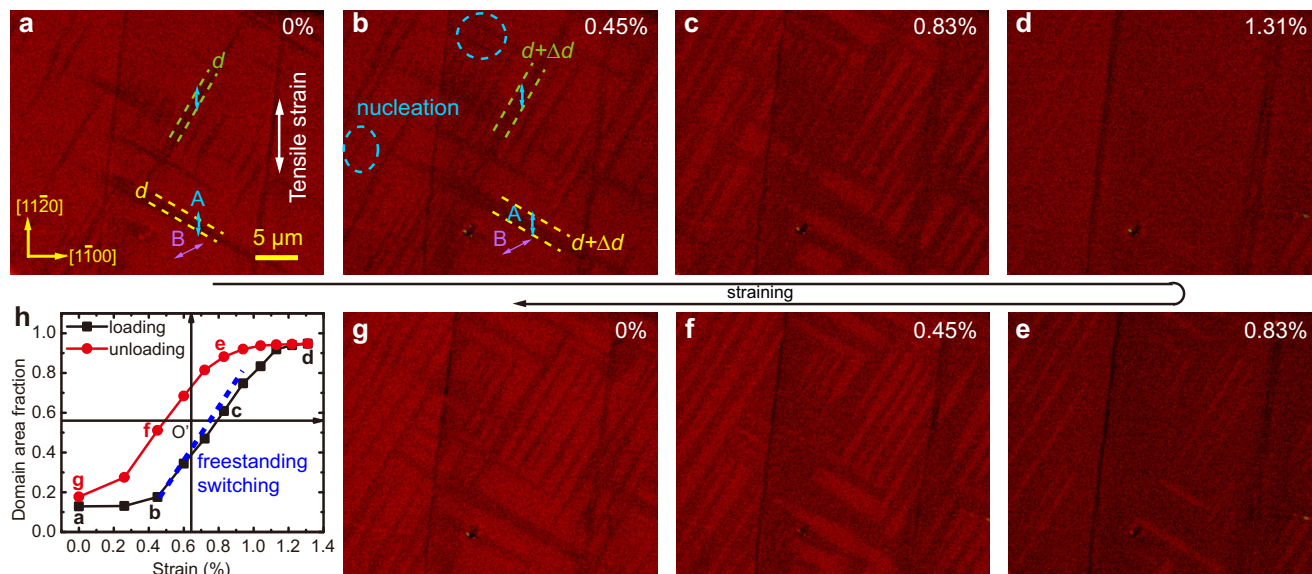 a
0%
d
Tensile strain
d
A
B
[112̄0]
[11̄00]
5 µm
b
0.45%
d+Δd
nucleation
A
B
d+Δd
c
0.83%
d
1.31%
straining
h
loading
unloading
Domain area fraction
1.0
0.8
0.6
0.4
0.2
0.0
0.0 0.2 0.4 0.6 0.8 1.0 1.2 1.4
Strain (%)
a
b
c
d
e
f
g
O'
freestanding
switching
g
0%
f
0.45%
e
0.83%